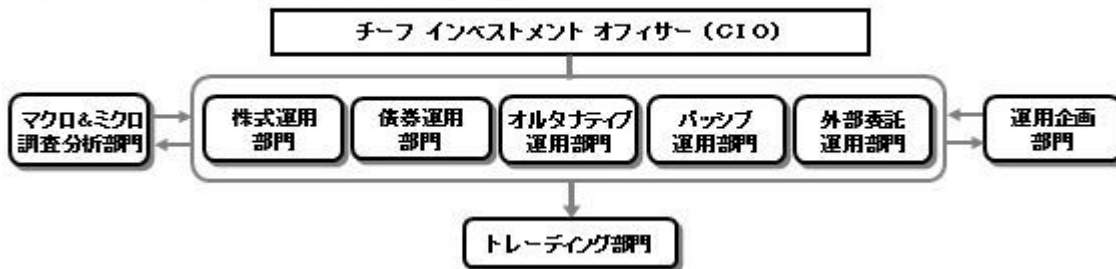 チーフ インベストメント オフィサー（CIO）
マクロ&ミクロ
調査分析部門
株式運用
部門
債券運用
部門
オルタナティブ
運用部門
パッシブ
運用部門
外部委託
運用部門
運用企画
部門
トレーディング部門